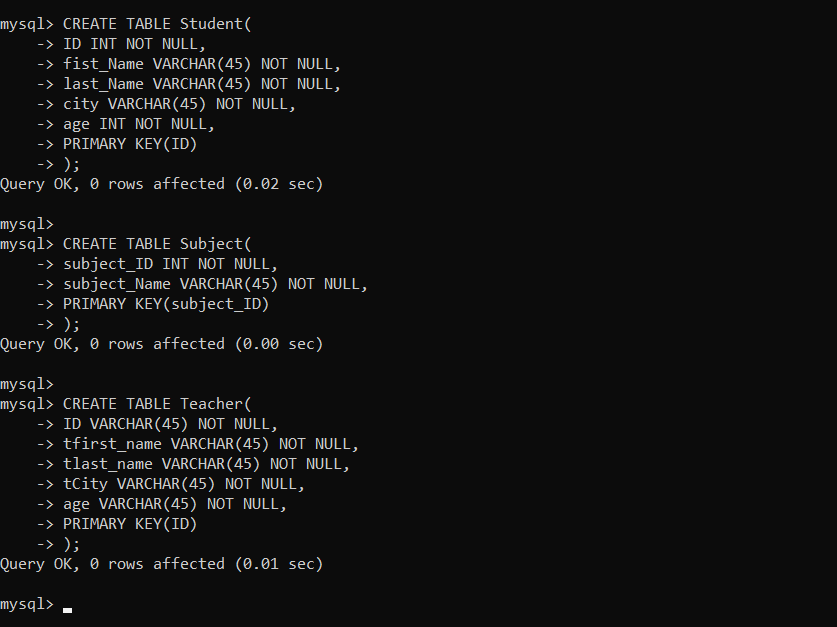 mysql> CREATE TABLE Student(
    -> ID INT NOT NULL,
    -> fist_Name VARCHAR(45) NOT NULL,
    -> last_Name VARCHAR(45) NOT NULL,
    -> city VARCHAR(45) NOT NULL,
    -> age INT NOT NULL,
    -> PRIMARY KEY(ID)
    -> );
Query OK, 0 rows affected (0.02 sec)

mysql>
mysql> CREATE TABLE Subject(
    -> subject_ID INT NOT NULL,
    -> subject_Name VARCHAR(45) NOT NULL,
    -> PRIMARY KEY(subject_ID)
    -> );
Query OK, 0 rows affected (0.00 sec)

mysql>
mysql> CREATE TABLE Teacher(
    -> ID VARCHAR(45) NOT NULL,
    -> tfirst_name VARCHAR(45) NOT NULL,
    -> tlast_name VARCHAR(45) NOT NULL,
    -> tCity VARCHAR(45) NOT NULL,
    -> age VARCHAR(45) NOT NULL,
    -> PRIMARY KEY(ID)
    -> );
Query OK, 0 rows affected (0.01 sec)

mysql>